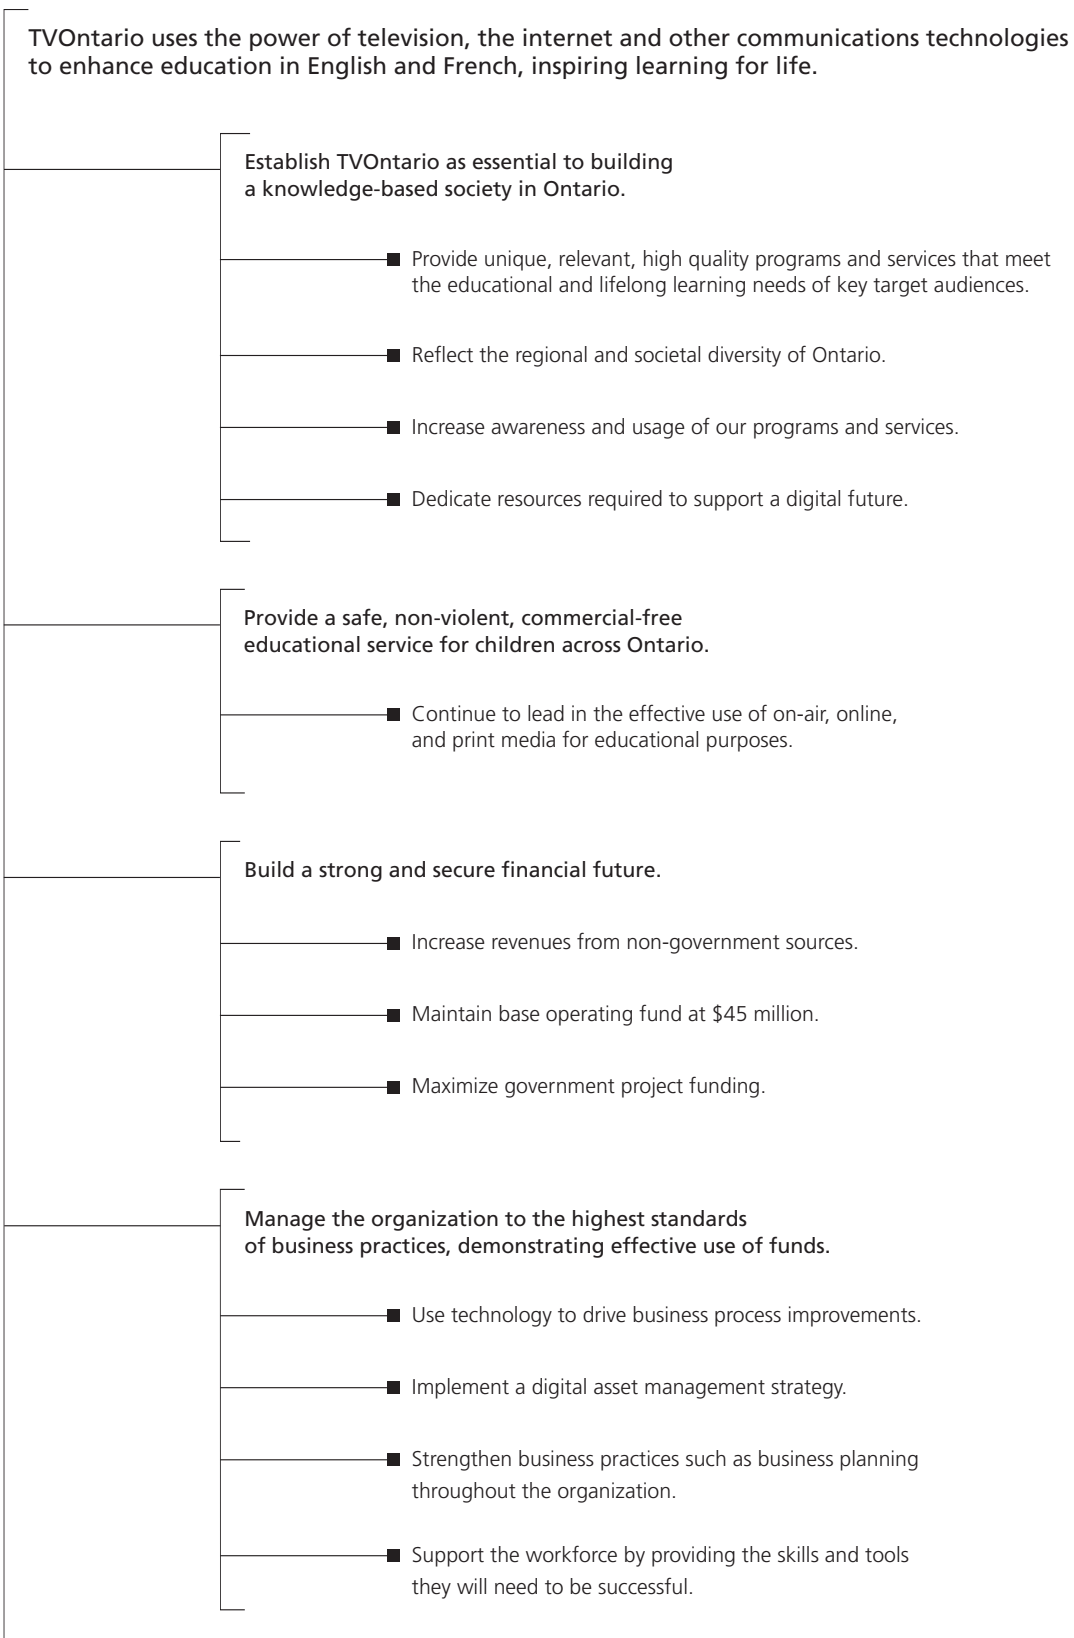 TVOntario uses the power of television, the internet and other communications technologies
to enhance education in English and French, inspiring learning for life.
Establish TVOntario as essential to building
a knowledge-based society in Ontario.
Provide unique, relevant, high quality programs and services that meet
the educational and lifelong learning needs of key target audiences.
Reflect the regional and societal diversity of Ontario.
Increase awareness and usage of our programs and services.
Dedicate resources required to support a digital future.
Provide a safe, non-violent, commercial-free
educational service for children across Ontario.
Continue to lead in the effective use of on-air, online,
and print media for educational purposes.
Build a strong and secure financial future.
Increase revenues from non-government sources.
Maintain base operating fund at $45 million.
Maximize government project funding.
Manage the organization to the highest standards
of business practices, demonstrating effective use of funds.
Use technology to drive business process improvements.
Implement a digital asset management strategy.
Strengthen business practices such as business planning
throughout the organization.
Support the workforce by providing the skills and tools
they will need to be successful.